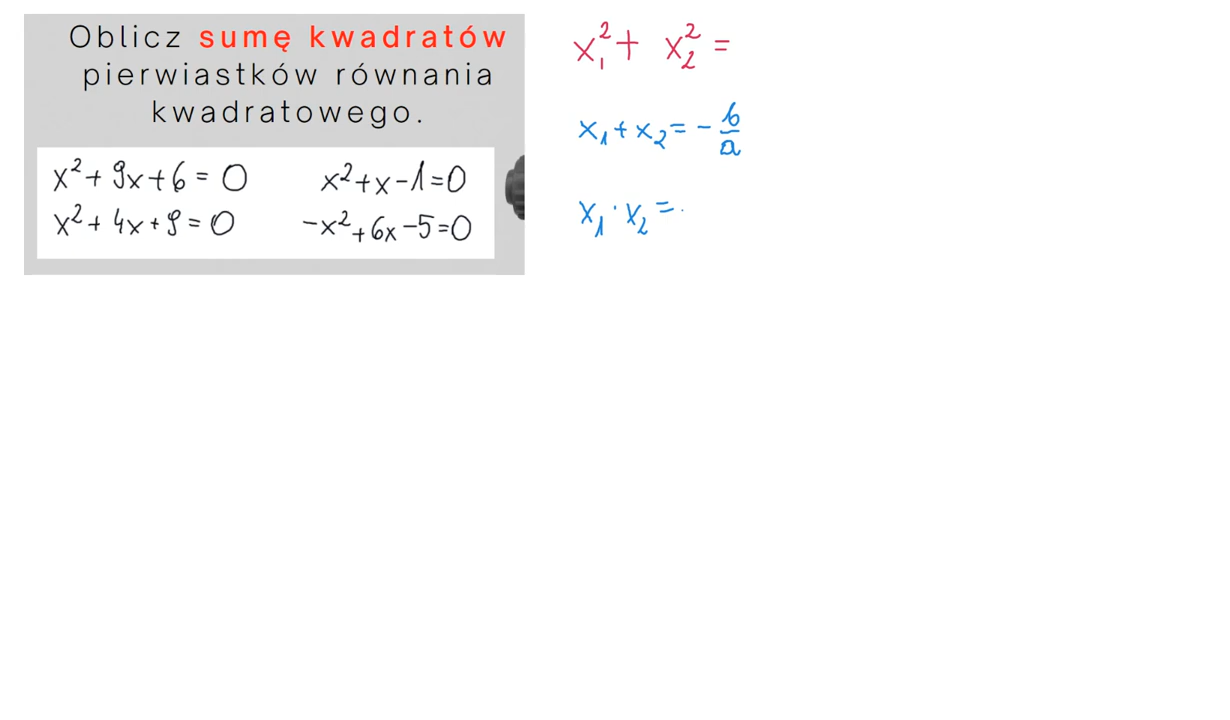 Oblicz sumę kwadratów
pierwiastków równania
kwadratowego.
x² + 9x + 6 = 0
x² + x - 1 = 0
x² + 4x + 9 = 0
-x² + 6x - 5 = 0
x₁² + x₂² =
x₁ + x₂ = - b/a
x₁ · x₂ =